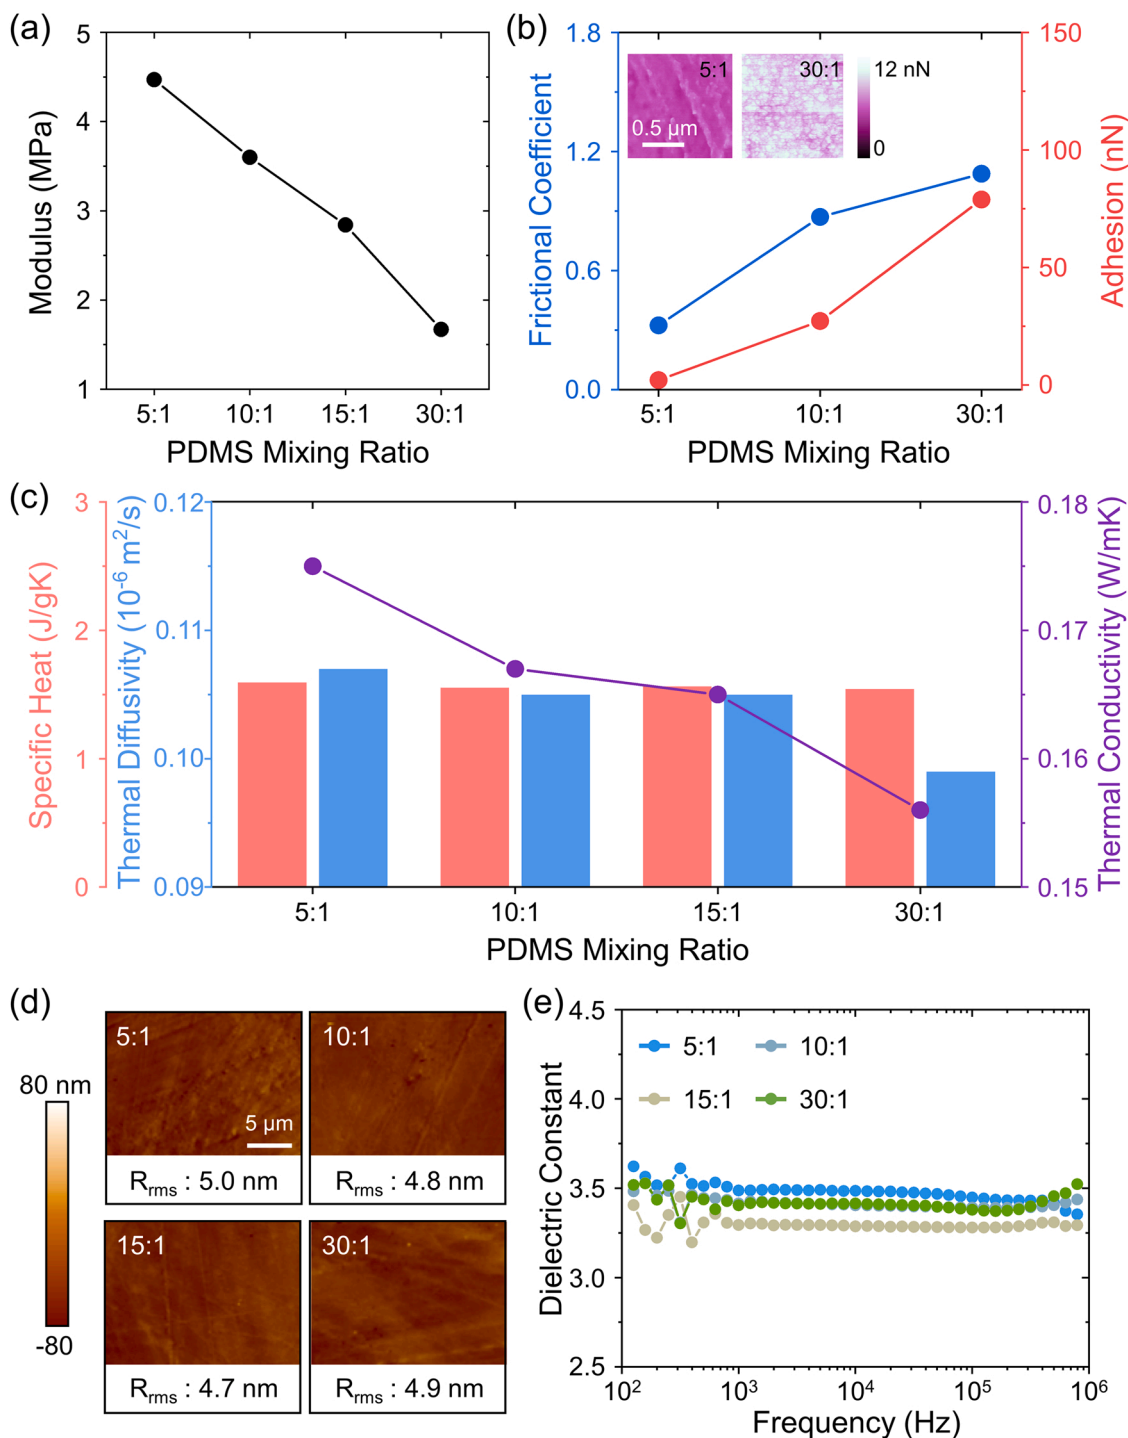 (a)
5
4
3
2
1
Modulus (MPa)
5:1
10:1
15:1
30:1
PDMS Mixing Ratio
(b)
1.8
1.2
0.6
0.0
Frictional Coefficient
5:1
0.5 μm
30:1
12 nN
0
150
100
50
0
Adhesion (nN)
5:1
10:1
30:1
PDMS Mixing Ratio
(c)
3
2
1
0
Specific Heat (J/gK)
0.12
0.11
0.10
0.09
Thermal Diffusivity (10⁻⁶ m²/s)
0.18
0.17
0.16
0.15
Thermal Conductivity (W/mK)
5:1
10:1
15:1
30:1
PDMS Mixing Ratio
(d)
80 nm
-80
5:1
5 μm
Rrms : 5.0 nm
10:1
Rrms : 4.8 nm
15:1
Rrms : 4.7 nm
30:1
Rrms : 4.9 nm
(e)
4.5
4.0
3.5
3.0
2.5
Dielectric Constant
5:1
10:1
15:1
30:1
10²
10³
10⁴
10⁵
10⁶
Frequency (Hz)